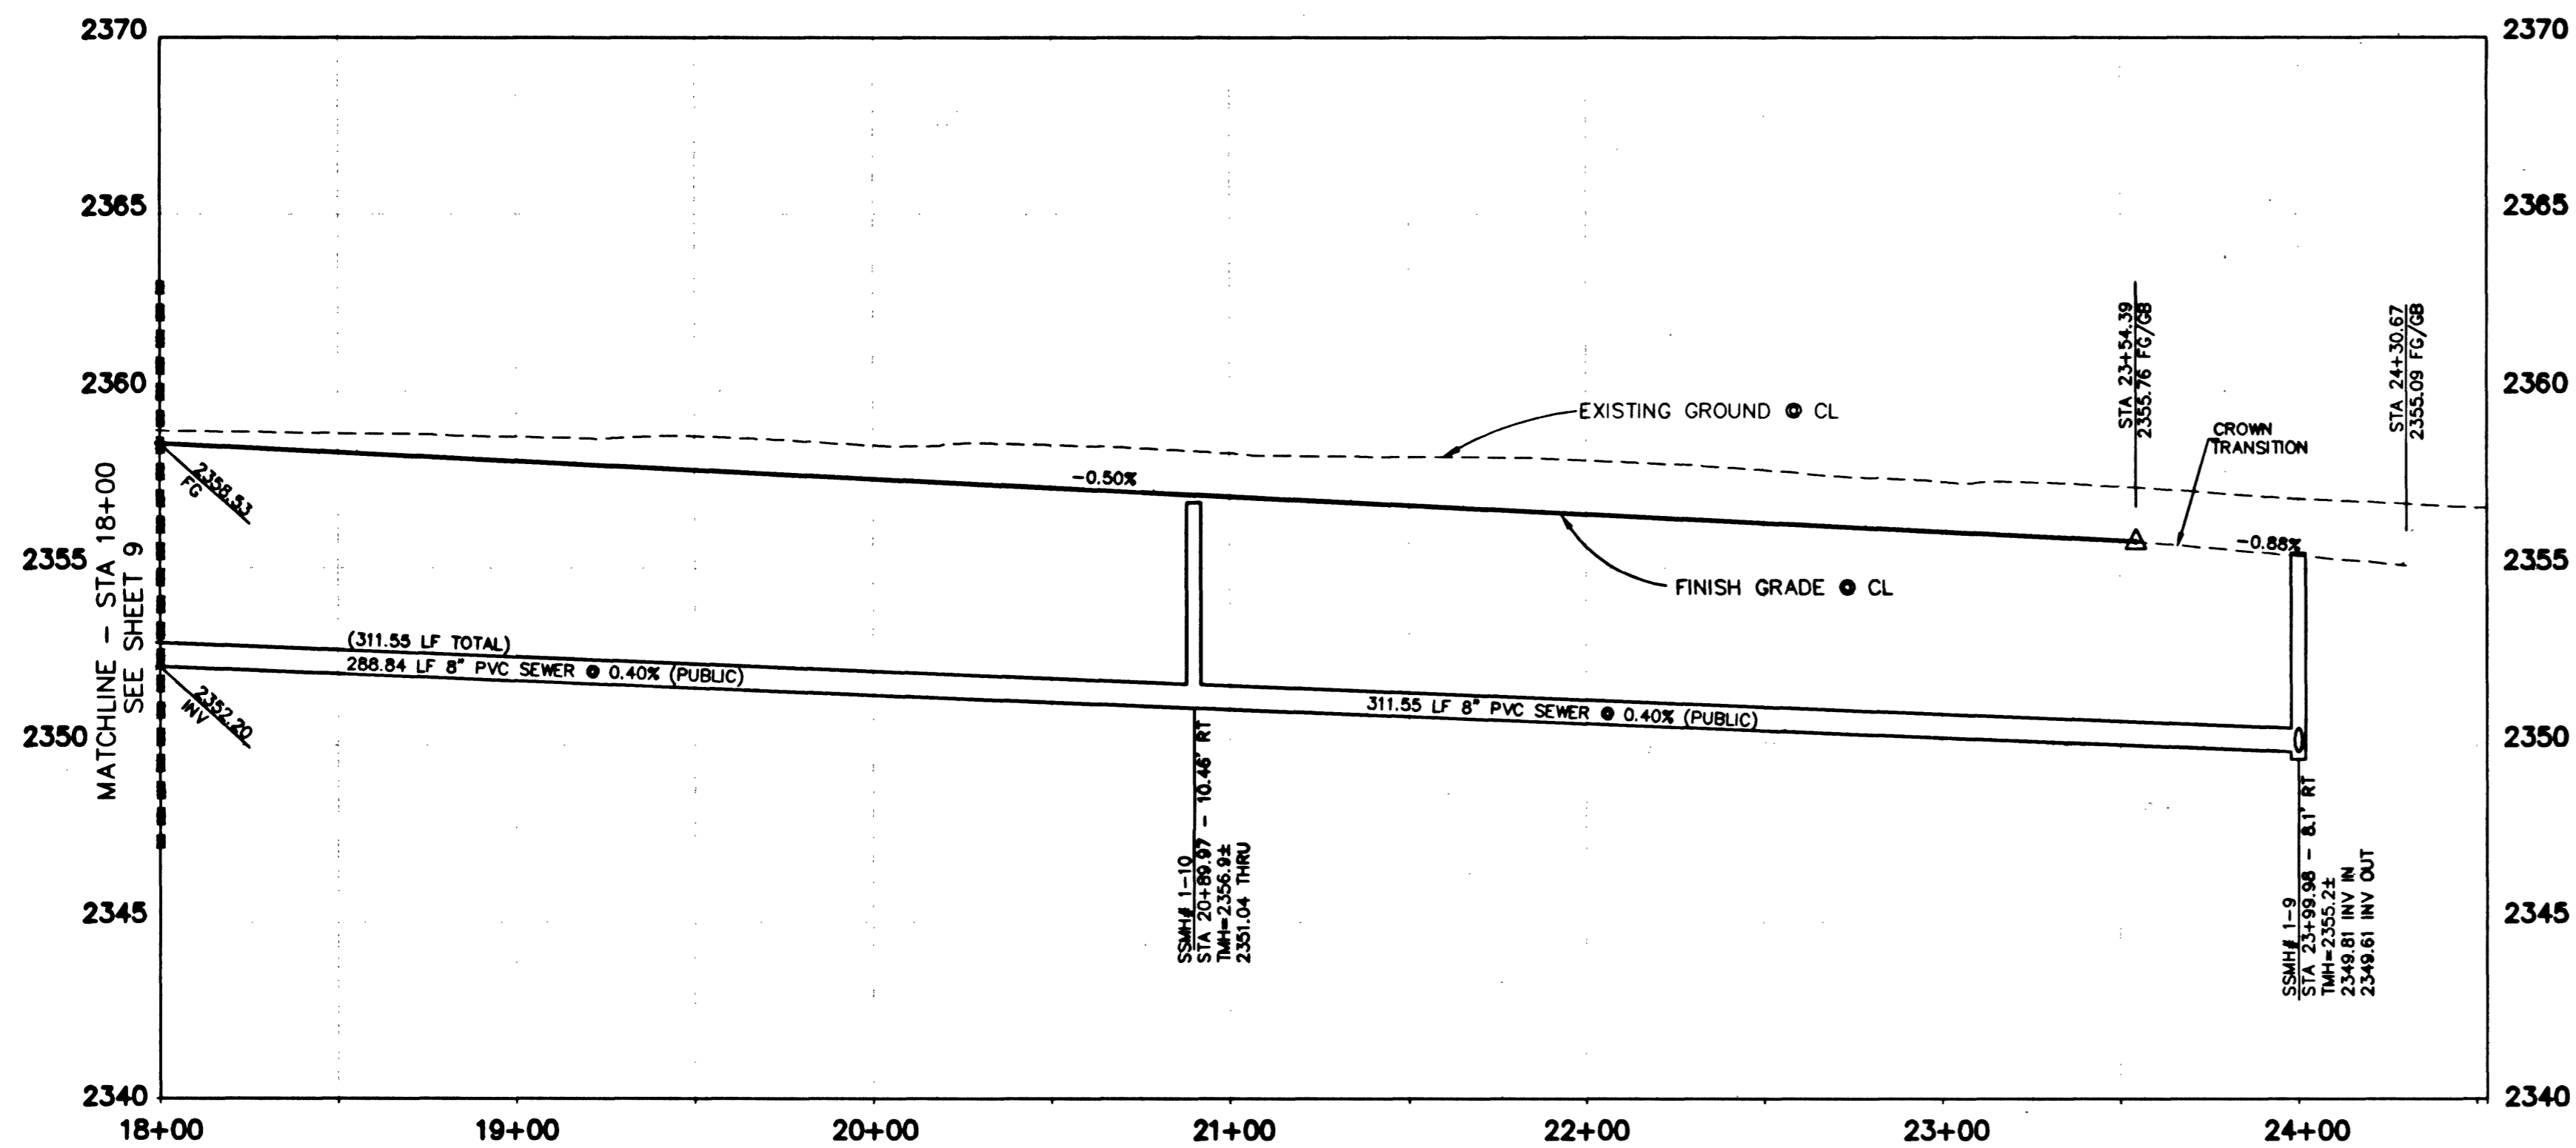 2370
2370
2365
2365
2360
2360
2355
2355
2350
2350
2345
2345
2340
2340
MATCHLINE - STA 18+00
SEE SHEET 9
2358.53
FG
2352.20
INV
EXISTING GROUND @ CL
-0.50%
FINISH GRADE @ CL
STA 23+54.39
2355.76 FG/GB
CROWN
TRANSITION
STA 24+30.67
2355.09 FG/GB
-0.88%
(311.55 LF TOTAL)
288.84 LF 8" PVC SEWER @ 0.40% (PUBLIC)
311.55 LF 8" PVC SEWER @ 0.40% (PUBLIC)
SSMH# 1-10
STA 20+89.97 - 10.46' RT
TMH=2356.9±
2351.04 THRU
SSMH# 1-9
STA 23+99.98 - 8.1' RT
TMH=2355.2±
2349.81 INV IN
2349.61 INV OUT
18+00
19+00
20+00
21+00
22+00
23+00
24+00